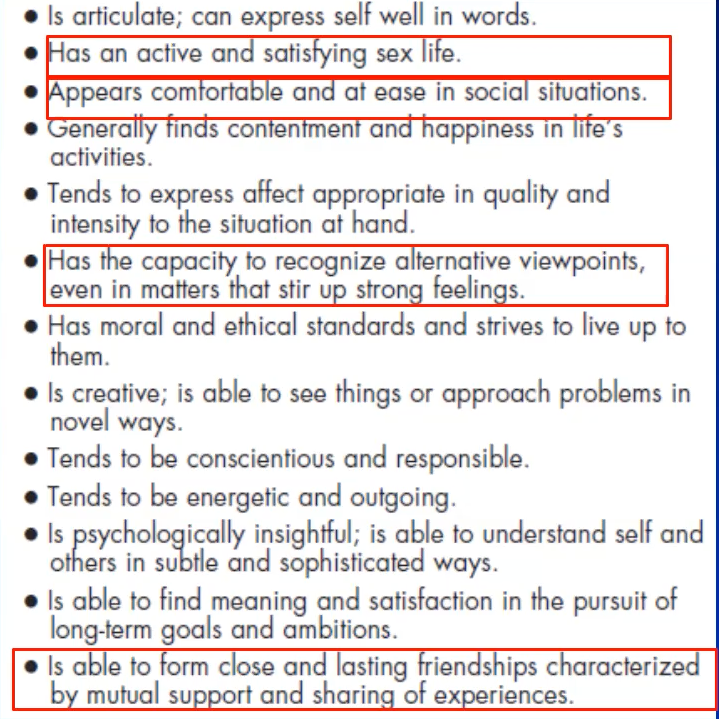 ● Is articulate; can express self well in words.
● Has an active and satisfying sex life.
● Appears comfortable and at ease in social situations.
● Generally finds contentment and happiness in life's
activities.
● Tends to express affect appropriate in quality and
intensity to the situation at hand.
● Has the capacity to recognize alternative viewpoints,
even in matters that stir up strong feelings.
● Has moral and ethical standards and strives to live up to
them.
● Is creative; is able to see things or approach problems in
novel ways.
● Tends to be conscientious and responsible.
● Tends to be energetic and outgoing.
● Is psychologically insightful; is able to understand self and
others in subtle and sophisticated ways.
● Is able to find meaning and satisfaction in the pursuit of
long-term goals and ambitions.
● Is able to form close and lasting friendships characterized
by mutual support and sharing of experiences.